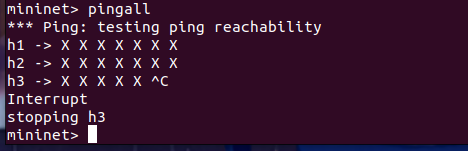 mininet> pingall
*** Ping: testing ping reachability
h1 -> X X X X X X X
h2 -> X X X X X X X
h3 -> X X X X X ^C
Interrupt
stopping h3
mininet>